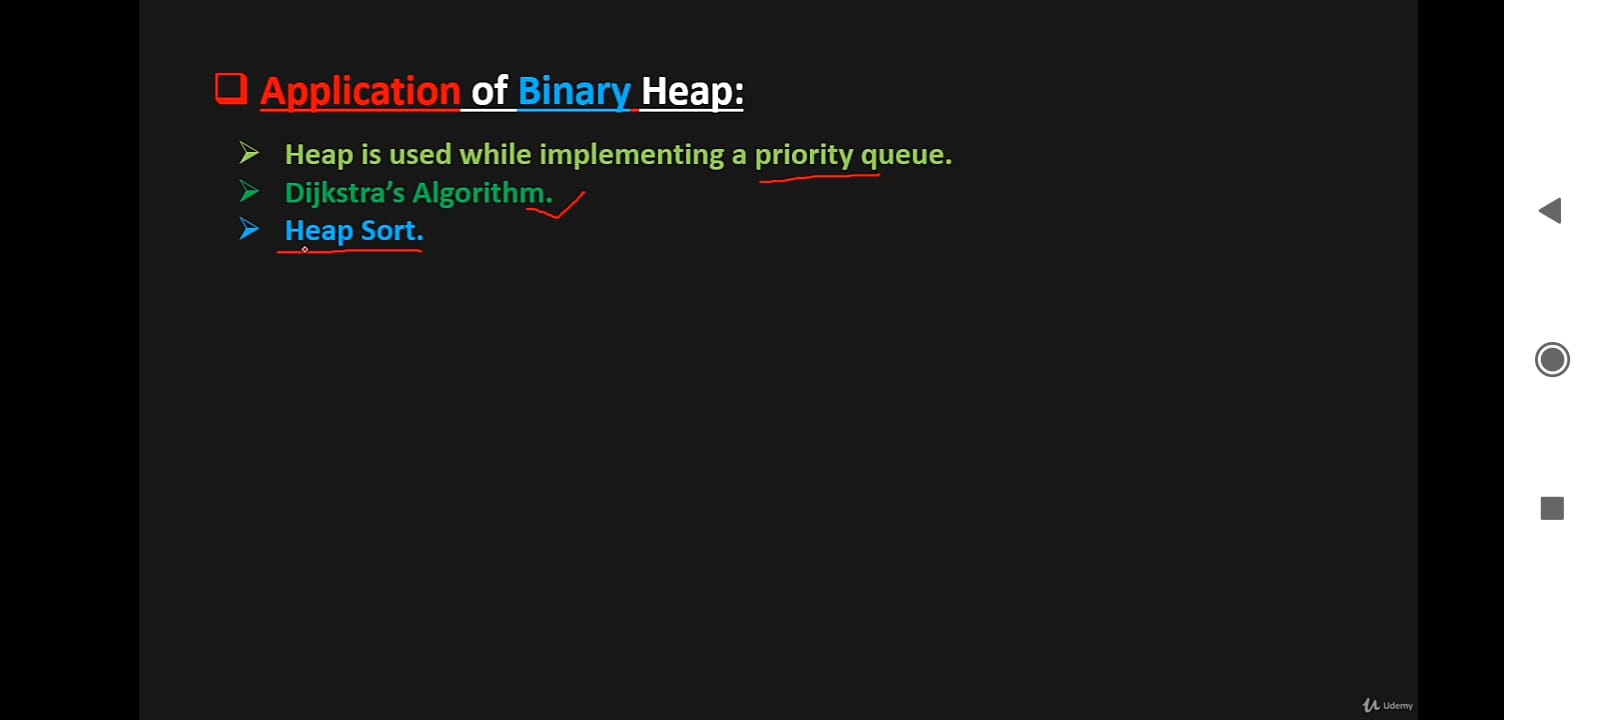 Application of Binary Heap:
Heap is used while implementing a priority queue.
Dijkstra’s Algorithm.
Heap Sort.
Udemy